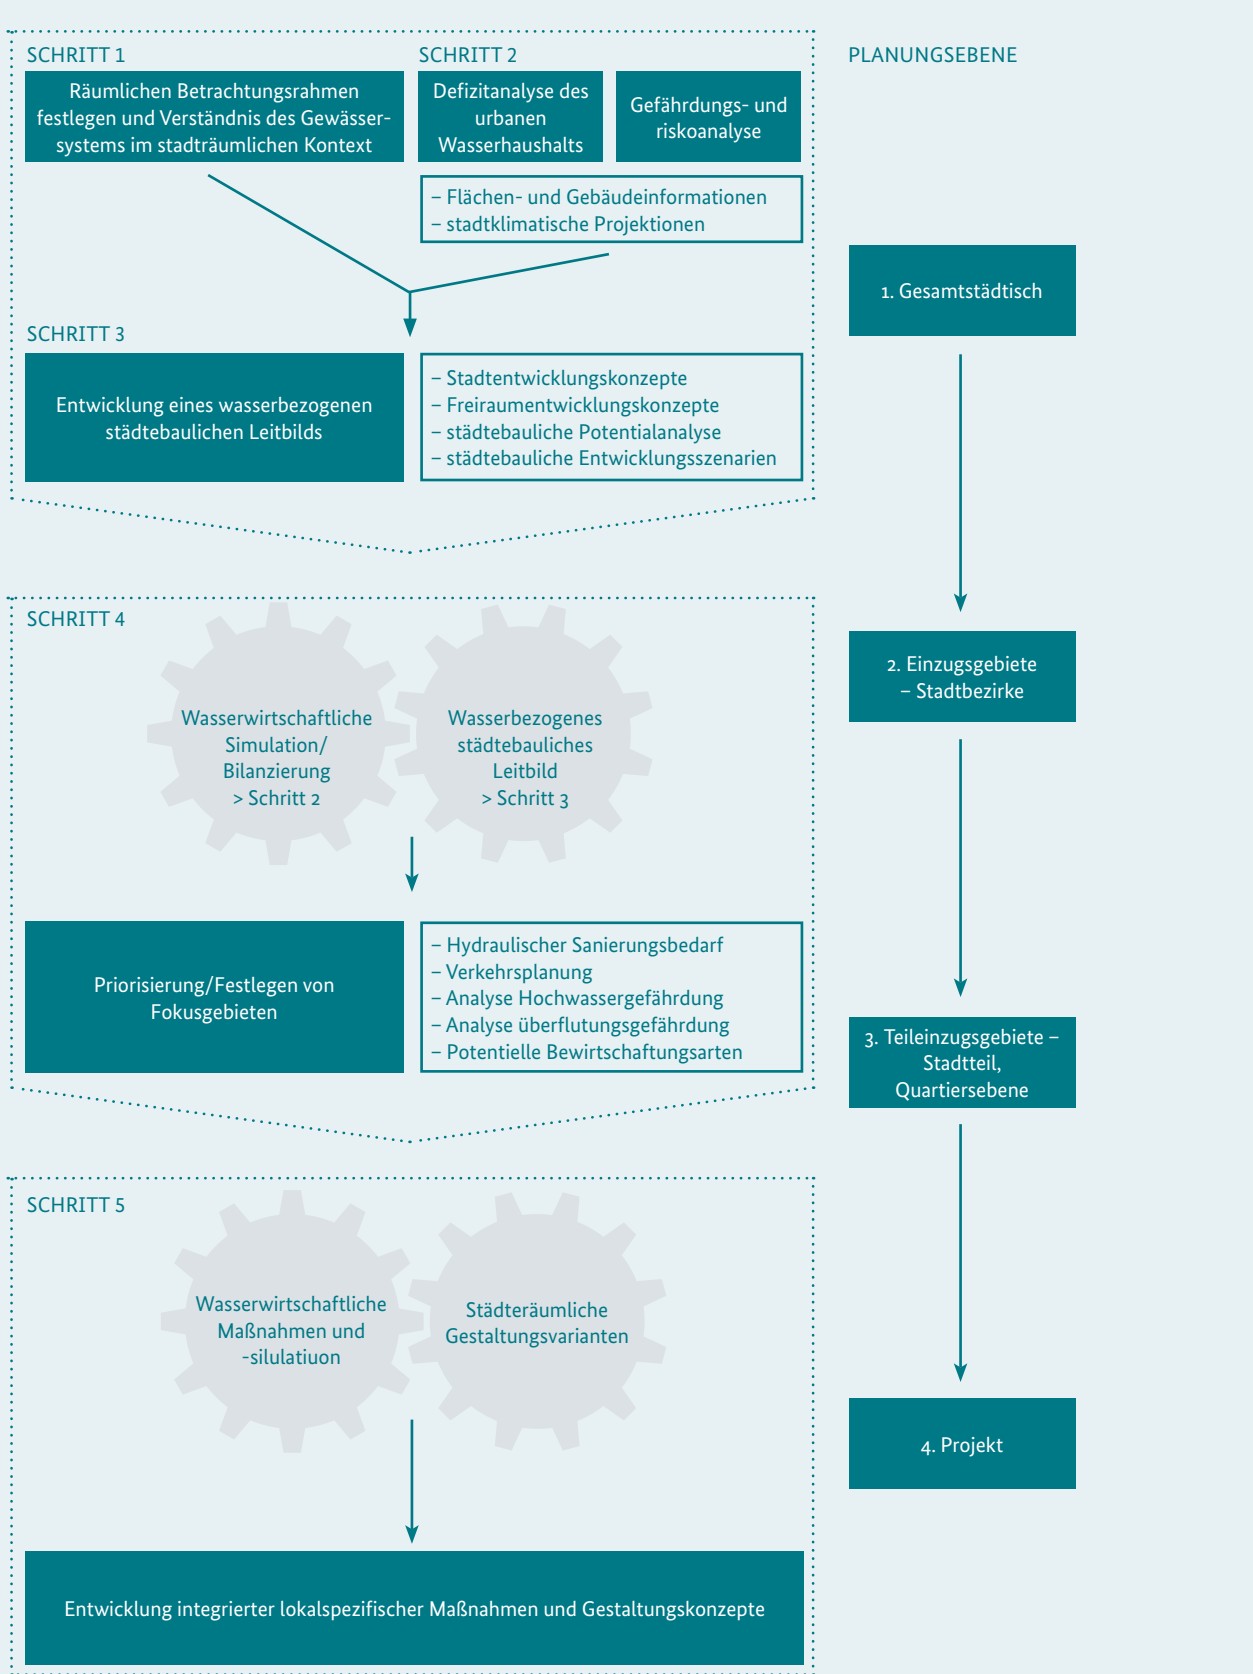 SCHRITT 1
Räumlichen Betrachtungsrahmen
festlegen und Verständnis des Gewässer-
systems im stadträumlichen Kontext
SCHRITT 2
Defizitanalyse des
urbanen
Wasserhaushalts
Gefährdungs- und
riskoanalyse
– Flächen- und Gebäudeinformationen
– stadtklimatische Projektionen
SCHRITT 3
Entwicklung eines wasserbezogenen
städtebaulichen Leitbilds
– Stadtentwicklungskonzepte
– Freiraumentwicklungskonzepte
– städtebauliche Potentialanalyse
– städtebauliche Entwicklungsszenarien
SCHRITT 4
Wasserwirtschaftliche
Simulation/
Bilanzierung
> Schritt 2
Wasserbezogenes
städtebauliches
Leitbild
> Schritt 3
Priorisierung/Festlegen von
Fokusgebieten
– Hydraulischer Sanierungsbedarf
– Verkehrsplanung
– Analyse Hochwassergefährdung
– Analyse überflutungsgefährdung
– Potentielle Bewirtschaftungsarten
SCHRITT 5
Wasserwirtschaftliche
Maßnahmen und
-silulatiuon
Städteräumliche
Gestaltungsvarianten
Entwicklung integrierter lokalspezifischer Maßnahmen und Gestaltungskonzepte
PLANUNGSEBENE
1. Gesamtstädtisch
2. Einzugsgebiete
– Stadtbezirke
3. Teileinzugsgebiete –
Stadtteil,
Quartiersebene
4. Projekt